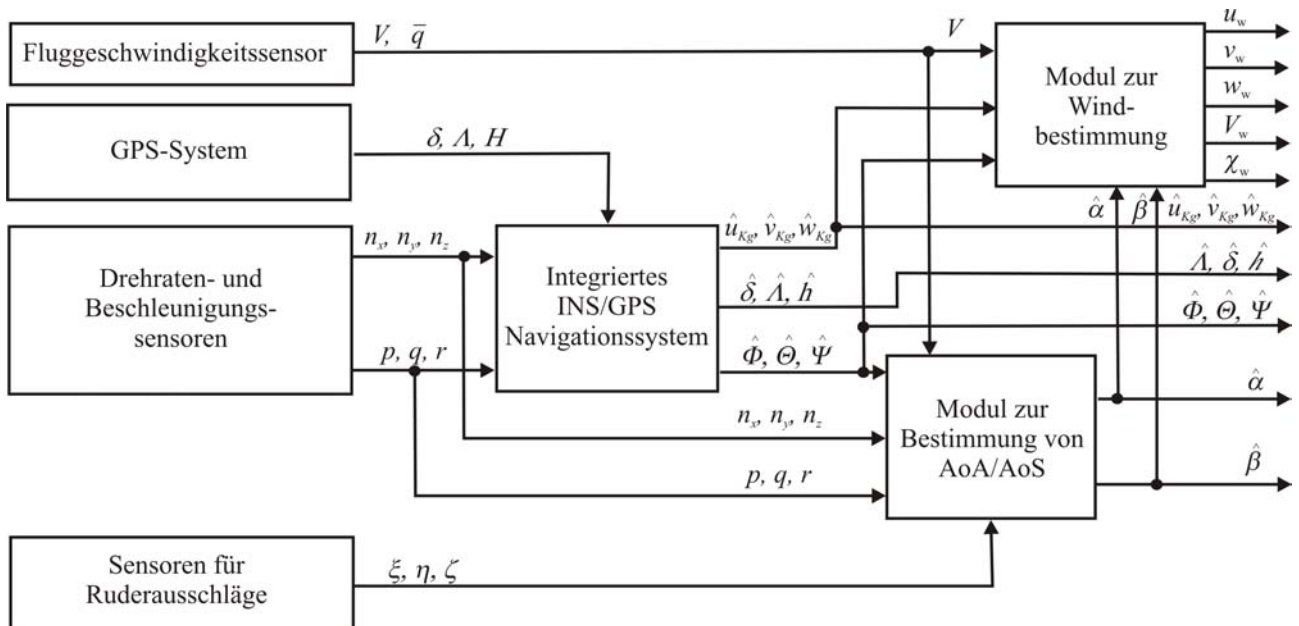 Fluggeschwindigkeitssensor
V, q̅
V
Modul zur
Wind-
bestimmung
u_w
v_w
w_w
V_w
χ_w
GPS-System
δ, Λ, H
α̂
β̂
û_Kg, v̂_Kg, ŵ_Kg
Drehraten- und
Beschleunigungs-
sensoren
n_x, n_y, n_z
p, q, r
Integriertes
INS/GPS
Navigationssystem
û_Kg, v̂_Kg, ŵ_Kg
δ̂, Λ̂, ĥ
Φ̂, Θ̂, Ψ̂
Λ̂, δ̂, ĥ
Φ̂, Θ̂, Ψ̂
n_x, n_y, n_z
p, q, r
Modul zur
Bestimmung von
AoA/AoS
α̂
β̂
Sensoren für
Ruderausschläge
ξ, η, ζ